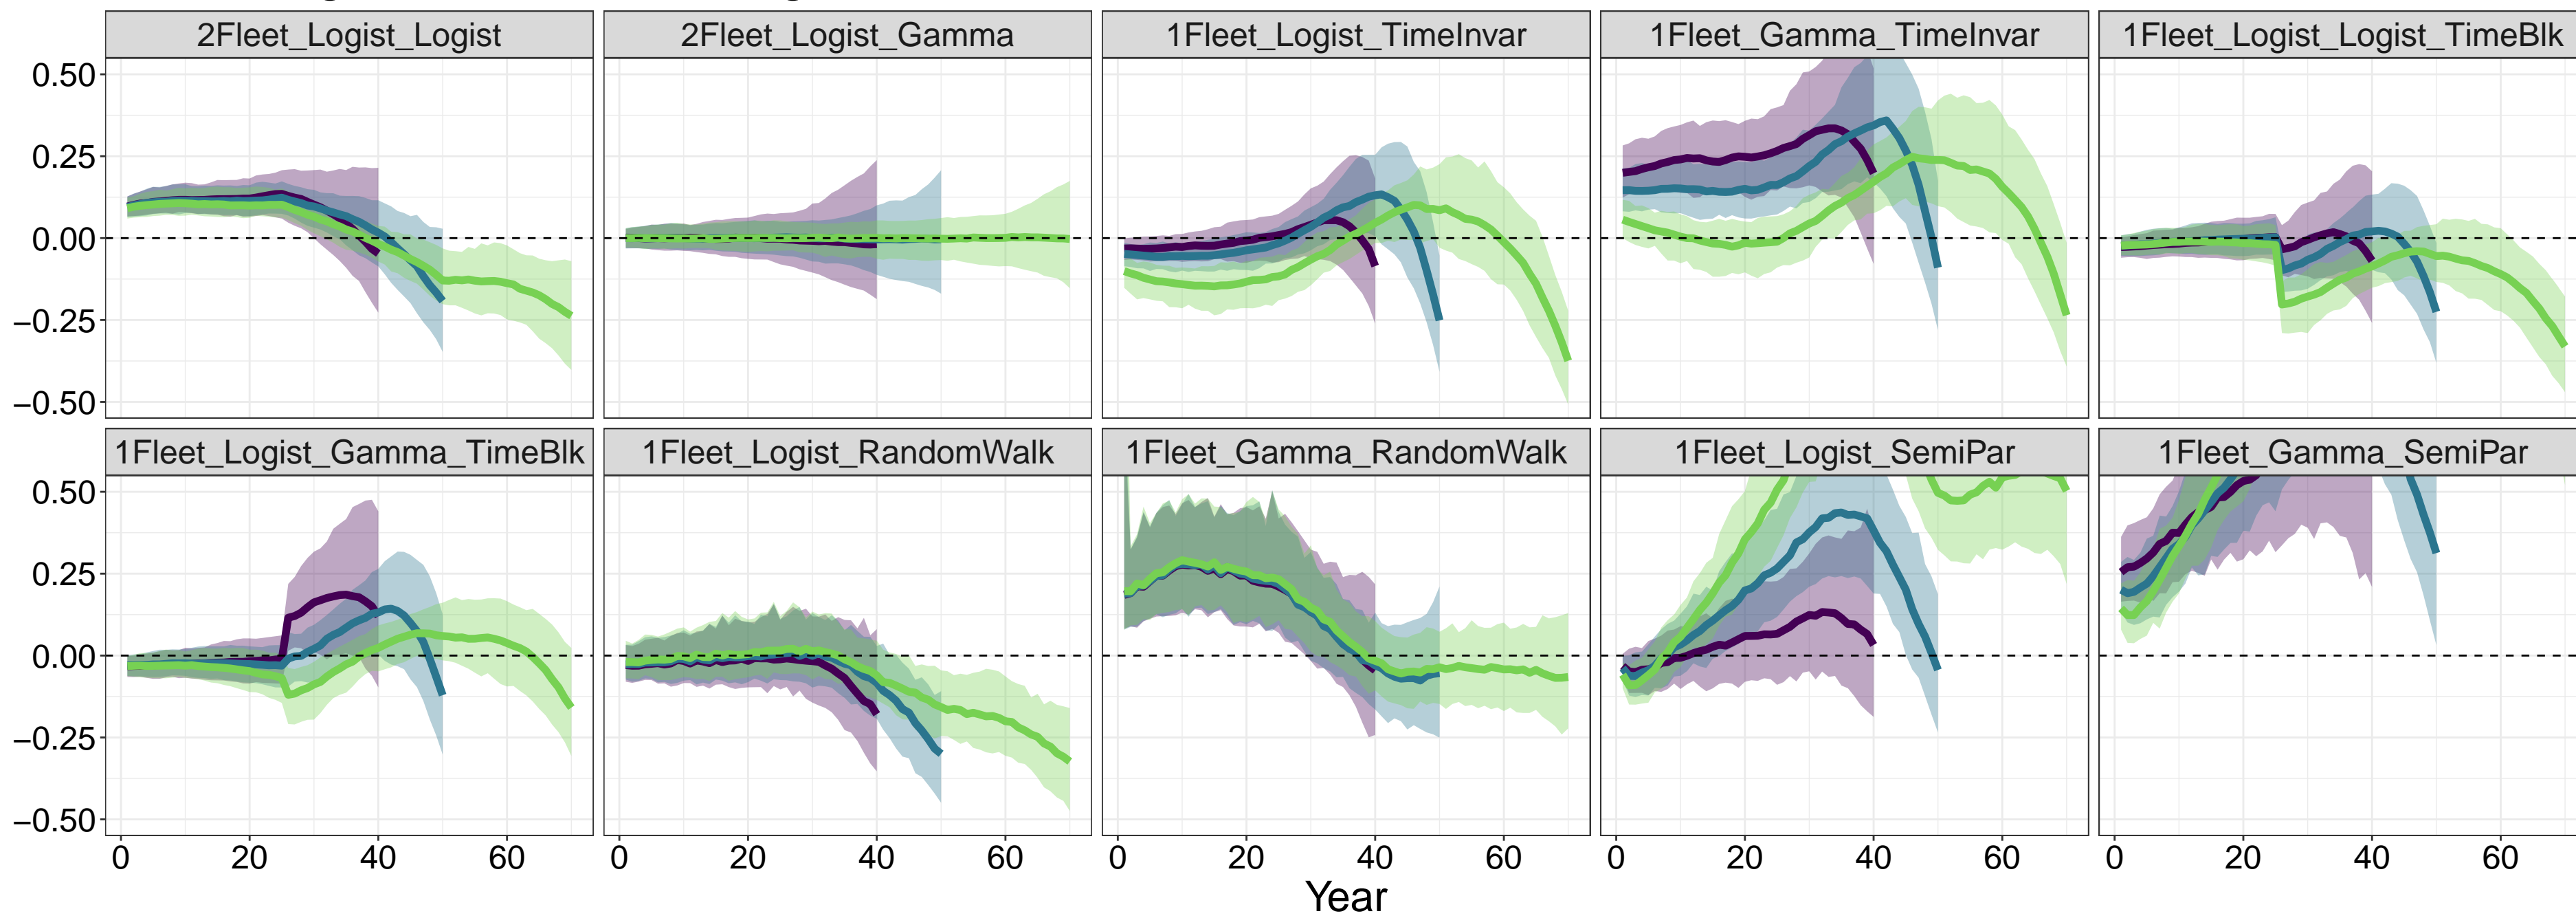 2Fleet_Logist_Logist 2Fleet_Logist_Gamma 1Fleet_Logist_TimeInvar 1Fleet_Gamma_TimeInvar 1Fleet_Logist_Logist_TimeBlk
0.50
0.25
0.00
−0.25
−0.50
1Fleet_Logist_Gamma_TimeBlk 1Fleet_Logist_RandomWalk 1Fleet_Gamma_RandomWalk 1Fleet_Logist_SemiPar 1Fleet_Gamma_SemiPar
0.50
0.25
0.00
−0.25
−0.50
0 20 40 60 0 20 40 60 0 20 40 60 0 20 40 60 0 20 40 60
Year